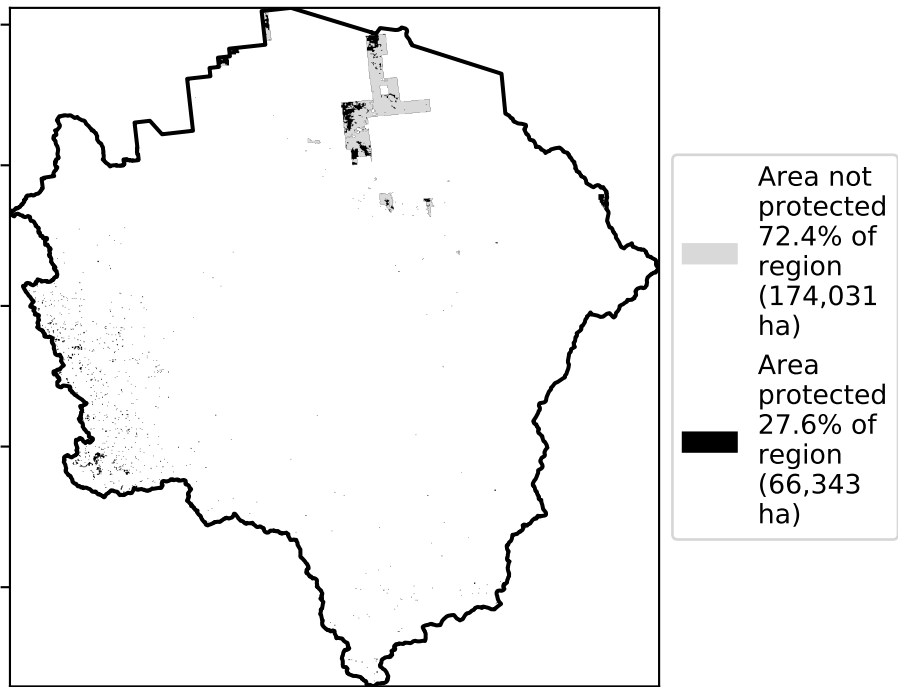 Area not
protected
72.4% of
region
(174,031
ha)
Area
protected
27.6% of
region
(66,343
ha)